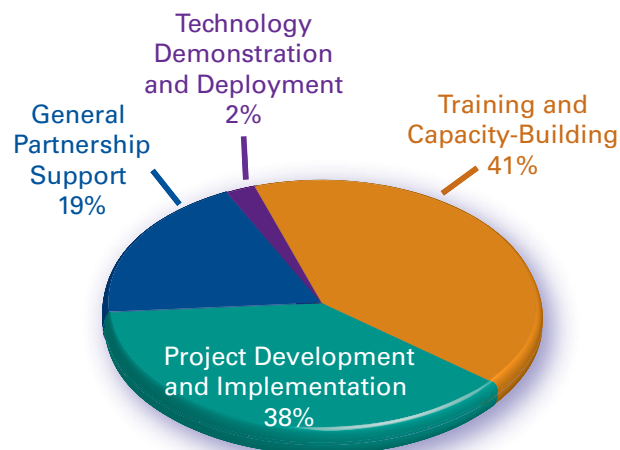 Technology
Demonstration
and Deployment
2%
General
Partnership
Support
19%
Training and
Capacity-Building
41%
Project Development
and Implementation
38%